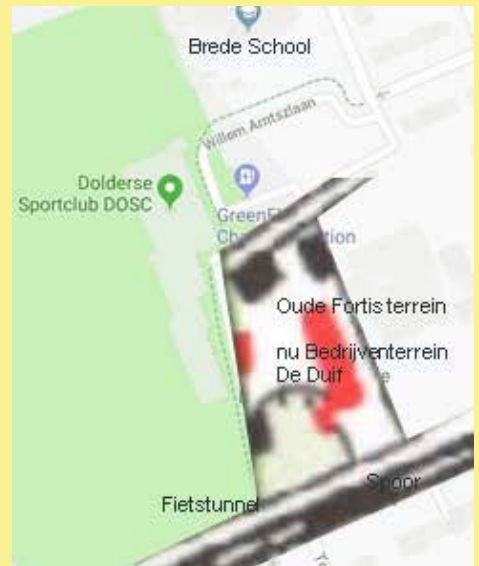 Brede School
Willem Arntszlaan
Dolderse
Sportclub DOSC
Oude Fortis terrein
nu Bedrijventerrein
De Duif
Spoor
Fietstunnel